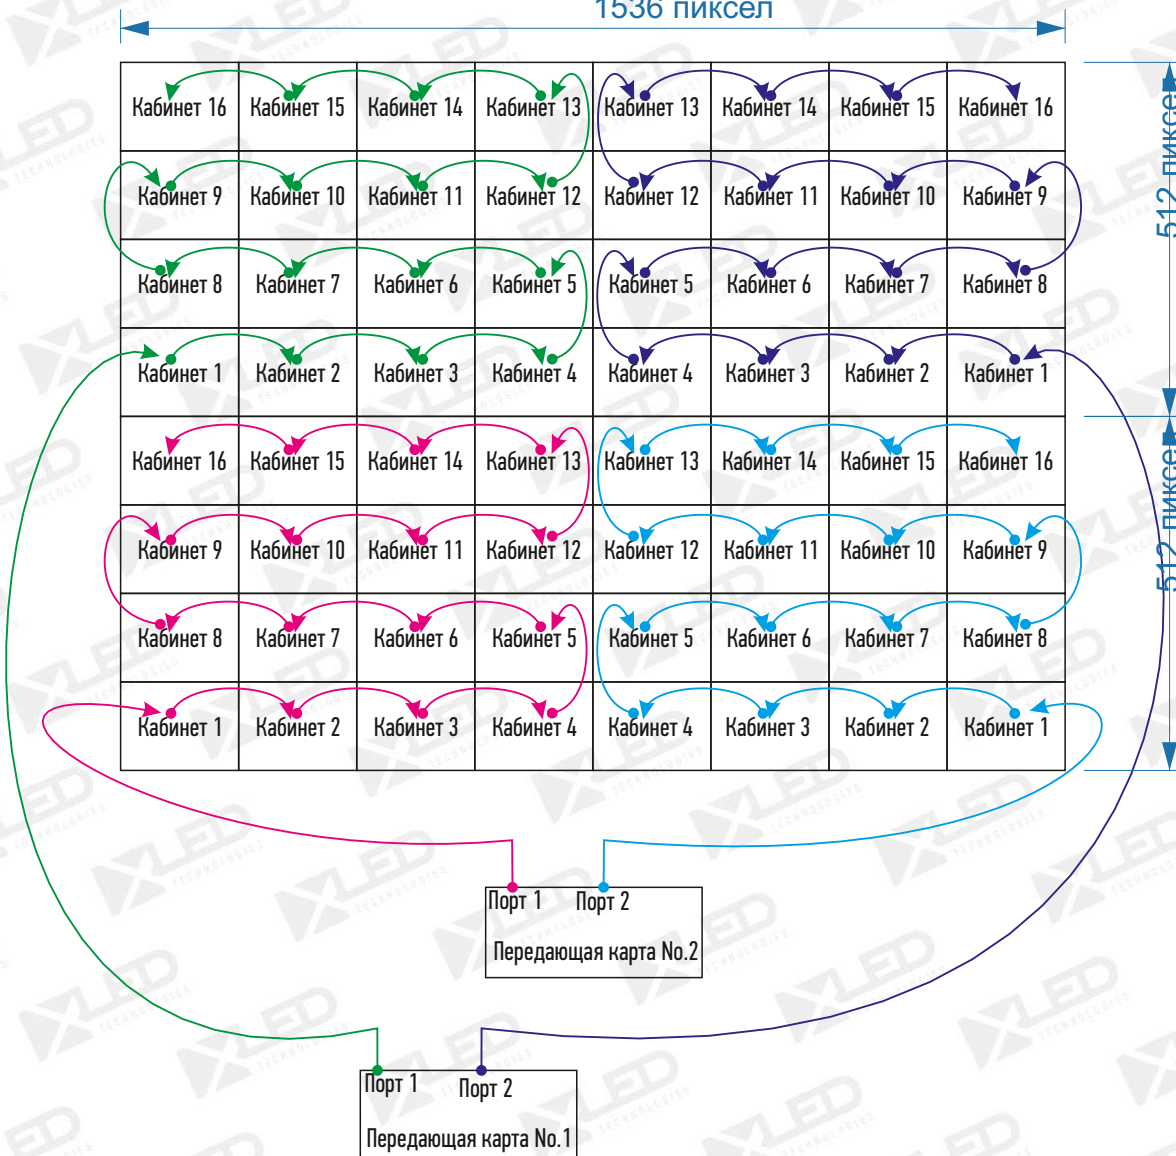 1536 пиксел
Кабинет 16 Кабинет 15 Кабинет 14 Кабинет 13 Кабинет 13 Кабинет 14 Кабинет 15 Кабинет 16
Кабинет 9 Кабинет 10 Кабинет 11 Кабинет 12 Кабинет 12 Кабинет 11 Кабинет 10 Кабинет 9
512 пиксел
Кабинет 8 Кабинет 7 Кабинет 6 Кабинет 5 Кабинет 5 Кабинет 6 Кабинет 7 Кабинет 8
Кабинет 1 Кабинет 2 Кабинет 3 Кабинет 4 Кабинет 4 Кабинет 3 Кабинет 2 Кабинет 1
Кабинет 16 Кабинет 15 Кабинет 14 Кабинет 13 Кабинет 13 Кабинет 14 Кабинет 15 Кабинет 16
Кабинет 9 Кабинет 10 Кабинет 11 Кабинет 12 Кабинет 12 Кабинет 11 Кабинет 10 Кабинет 9
512 пиксел
Кабинет 8 Кабинет 7 Кабинет 6 Кабинет 5 Кабинет 5 Кабинет 6 Кабинет 7 Кабинет 8
Кабинет 1 Кабинет 2 Кабинет 3 Кабинет 4 Кабинет 4 Кабинет 3 Кабинет 2 Кабинет 1
Порт 1 Порт 2
Передающая карта No.2
Порт 1 Порт 2
Передающая карта No.1
XLED
TECHNOLOGIES